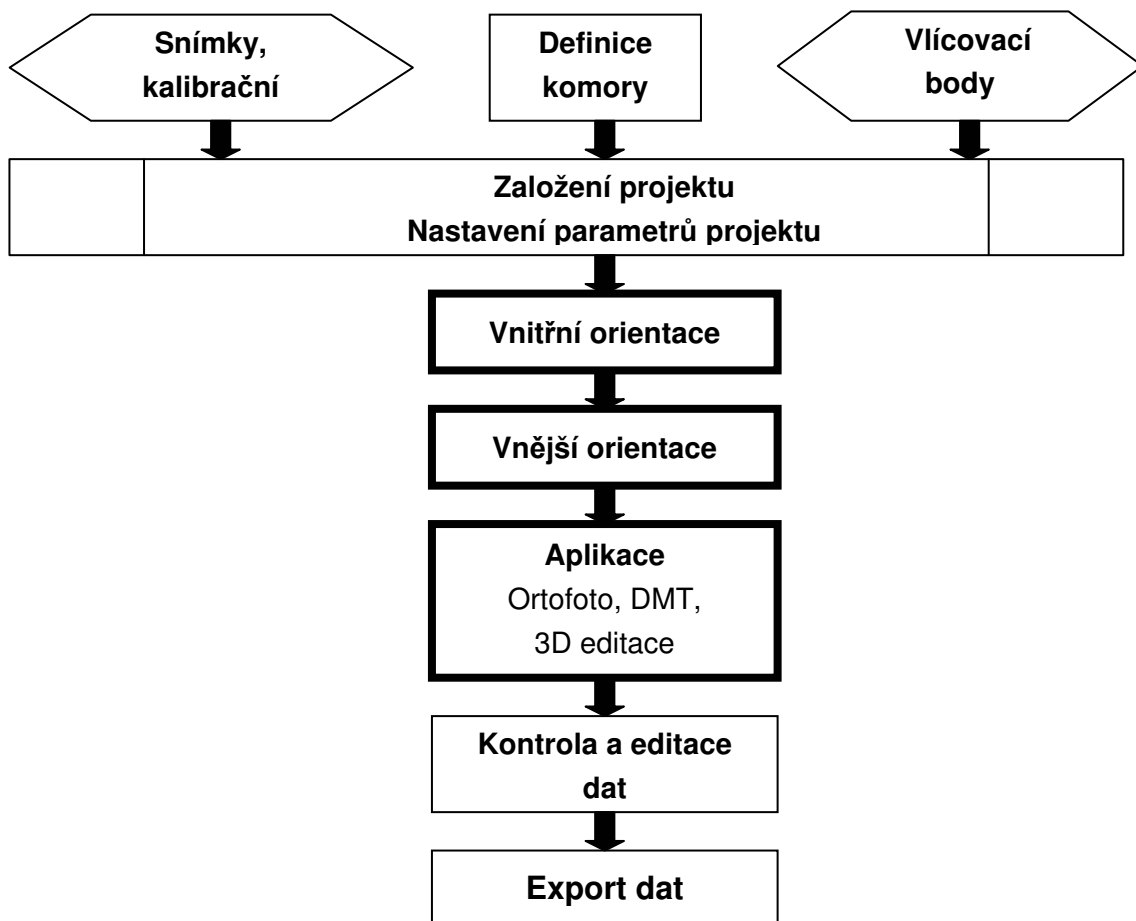 Snímky,
kalibrační
Definice
komory
Vlícovací
body
Založení projektu
Nastavení parametrů projektu
Vnitřní orientace
Vnější orientace
Aplikace
Ortofoto, DMT,
3D editace
Kontrola a editace
dat
Export dat